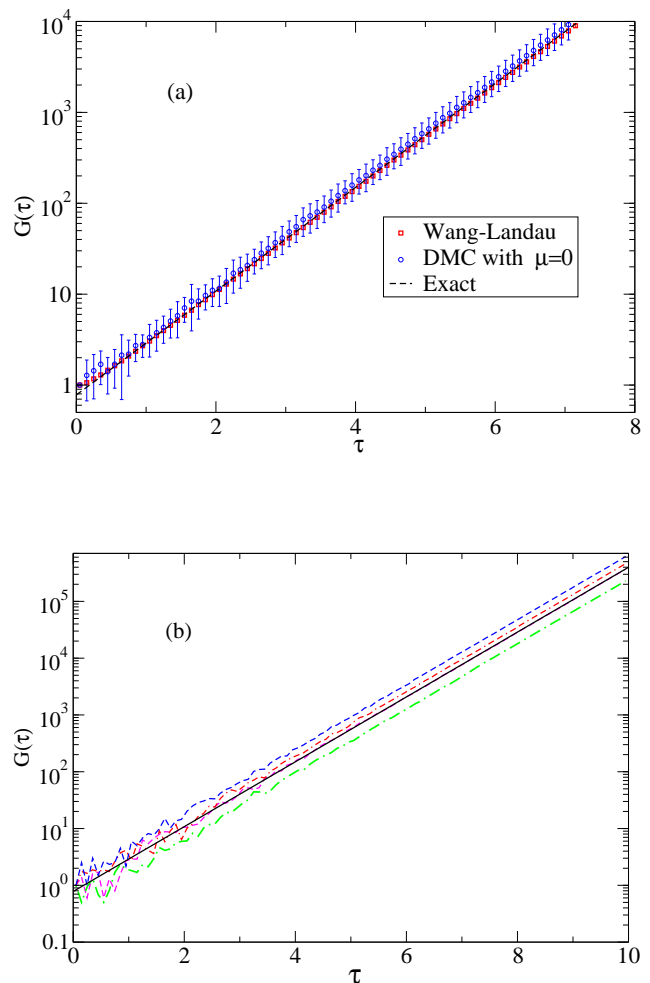 10^4
(a)
10^3
G(τ)
10^2
Wang-Landau
DMC with μ=0
Exact
10
1
0 2 4 6 8
τ
10^5
(b)
10^4
10^3
G(τ)
10^2
10^1
10^0
0.1
0 2 4 6 8 10
τ